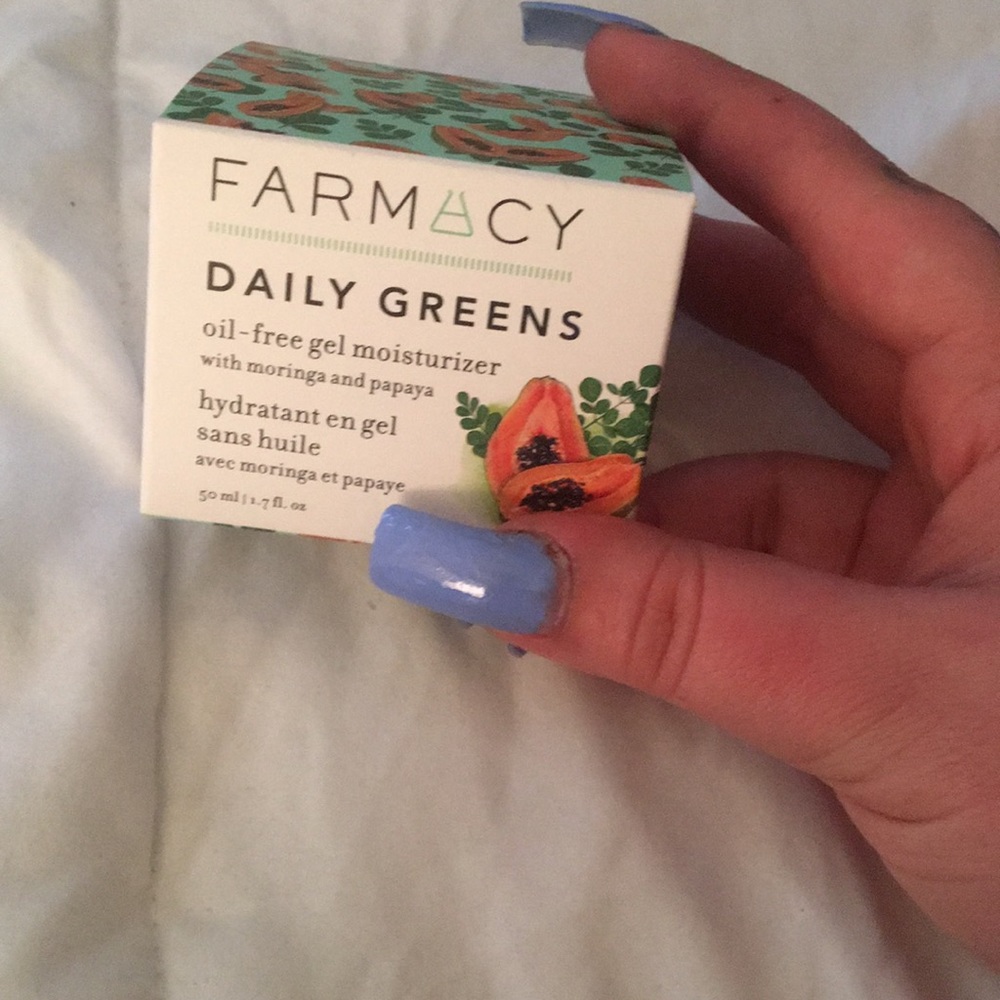 FARMACY
DAILY GREENS
oil-free gel moisturizer
with moringa and papaya
hydratant en gel
sans huile
avec moringa et papaye
50 ml | 1.7 fl. oz